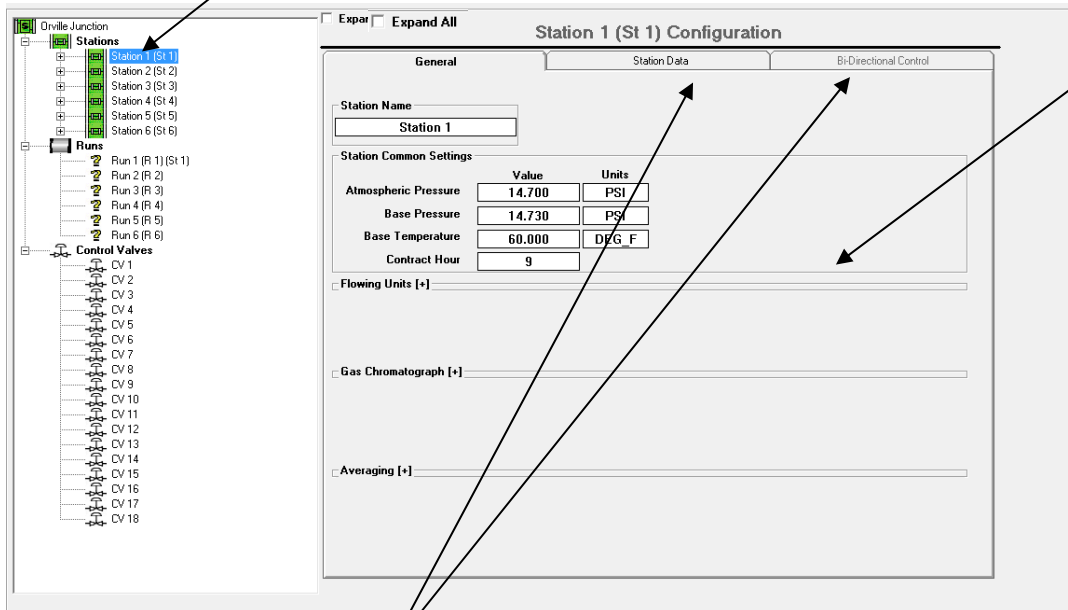 Orville Junction
Stations
Station 1 (St 1)
Station 2 (St 2)
Station 3 (St 3)
Station 4 (St 4)
Station 5 (St 5)
Station 6 (St 6)
Runs
Run 1 (R 1) (St 1)
Run 2 (R 2)
Run 3 (R 3)
Run 4 (R 4)
Run 5 (R 5)
Run 6 (R 6)
Control Valves
CV 1
CV 2
CV 3
CV 4
CV 5
CV 6
CV 7
CV 8
CV 9
CV 10
CV 11
CV 12
CV 13
CV 14
CV 15
CV 16
CV 17
CV 18
Expar Expand All
Station 1 (St 1) Configuration
General Station Data Bi-Directional Control
Station Name
Station 1
Station Common Settings
Value Units
Atmospheric Pressure 14.700 PSI
Base Pressure 14.730 PSI
Base Temperature 60.000 DEG_F
Contract Hour 9
Flowing Units [+]
Gas Chromatograph [+]
Averaging [+]